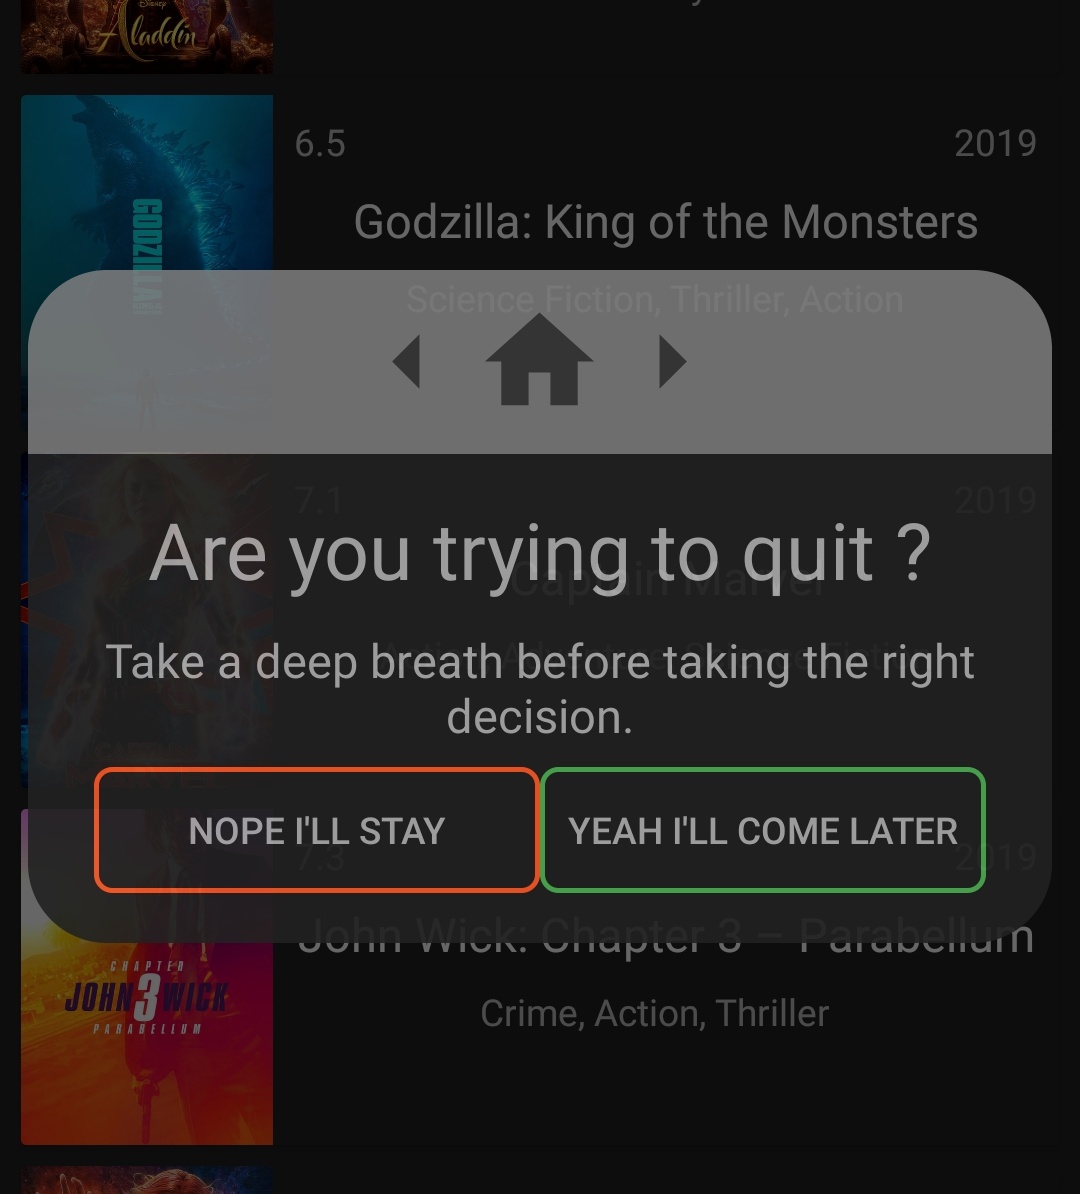 Disney
Aladdin
6.5
2019
GODZILLA
Godzilla: King of the Monsters
Science Fiction, Thriller, Action
7.1
2019
Captain Marvel
Are you trying to quit ?
Take a deep breath before taking the right
decision.
NOPE I'LL STAY
YEAH I'LL COME LATER
7.3
2019
John Wick: Chapter 3 – Parabellum
CHAPTER
JOHN 3 WICK
PARABELLUM
Crime, Action, Thriller